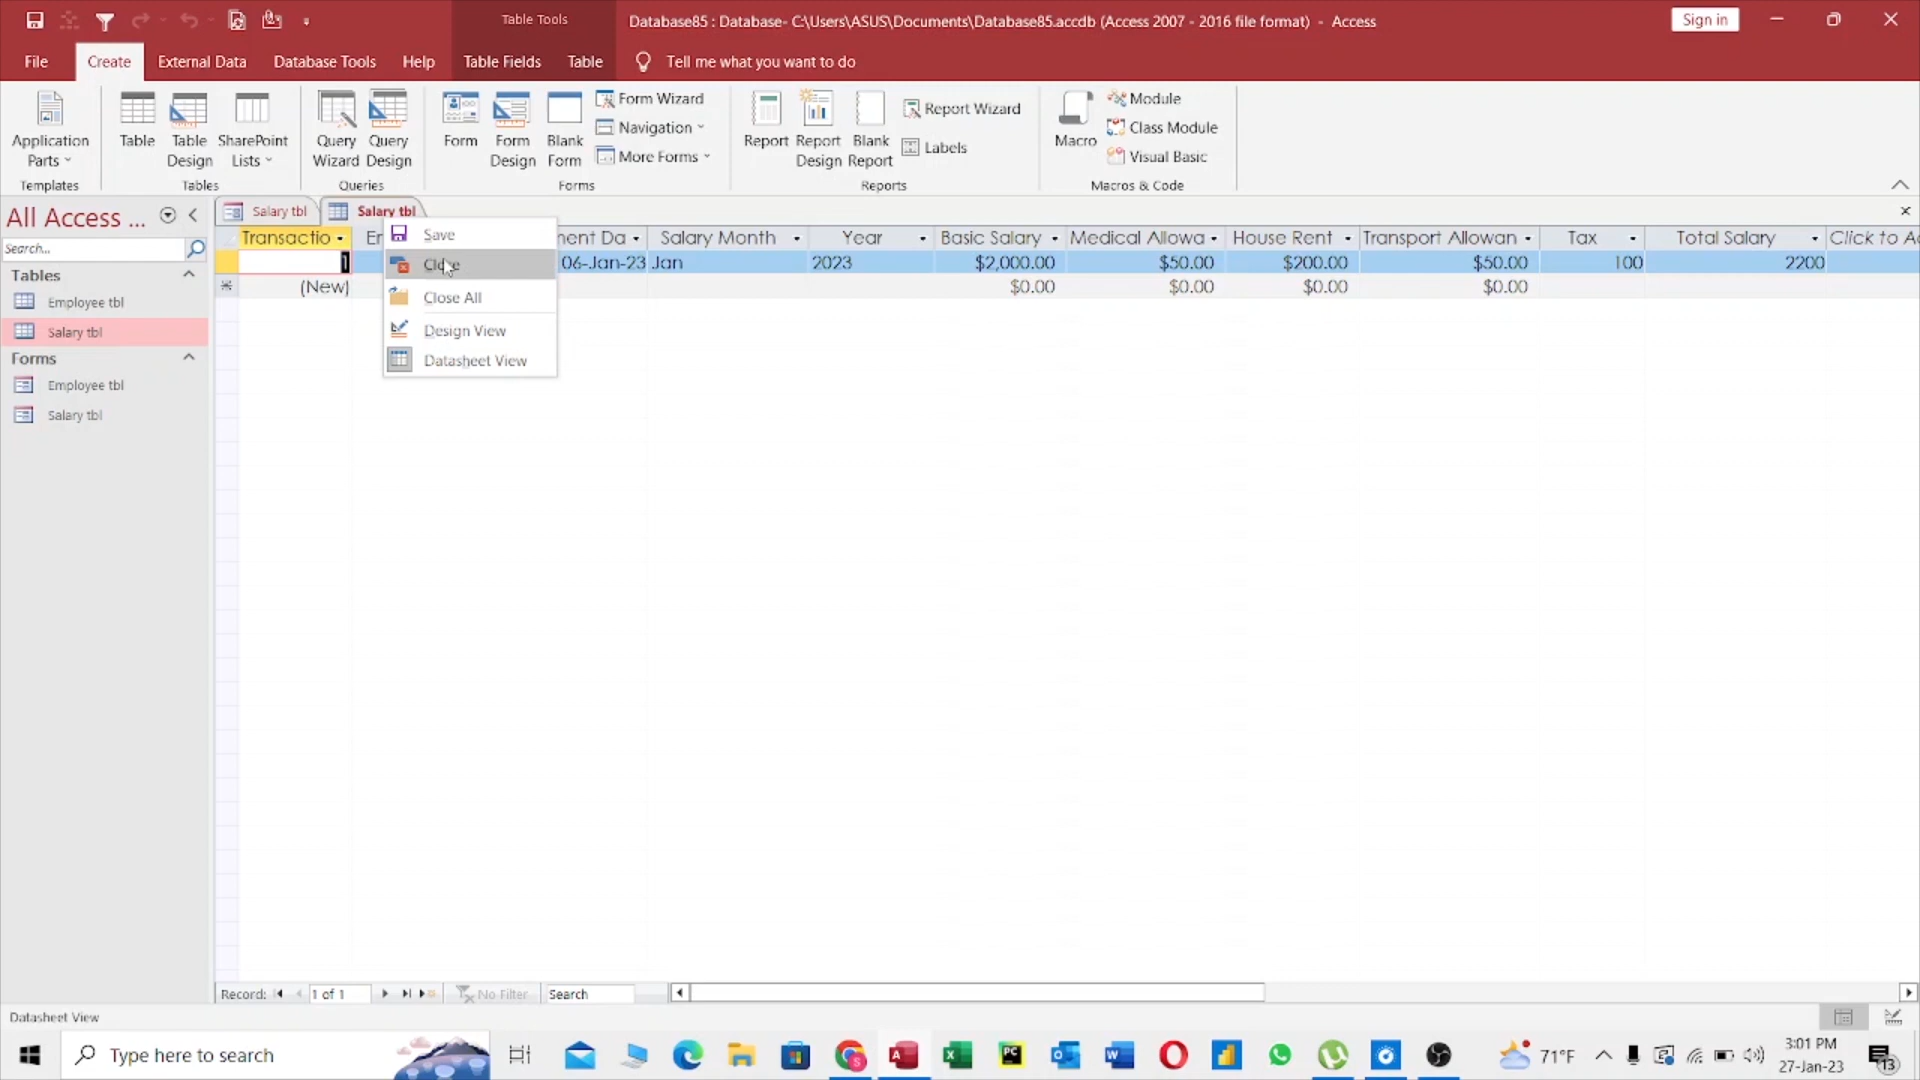 Table Tools
Database85 : Database- C:\Users\ASUS\Documents\Database85.accdb (Access 2007 - 2016 file format) - Access
Sign in
File Create External Data Database Tools Help Table Fields Table Tell me what you want to do
Application Parts
Templates
Table
Table Design
SharePoint Lists
Tables
Query Wizard
Query Design
Queries
Form
Form Design
Blank Form
Form Wizard
Navigation
More Forms
Forms
Report
Report Design
Blank Report
Report Wizard
Labels
Reports
Macro
Module
Class Module
Visual Basic
Macros & Code
All Access ...
Search...
Tables
Employee tbl
Salary tbl
Forms
Employee tbl
Salary tbl
Salary tbl Salary tbl
Transactio Salary Month Year Basic Salary Medical Allowa House Rent Transport Allowan Tax Total Salary
1 06-Jan-23 Jan 2023 $2,000.00 $50.00 $200.00 $50.00 100 2200
(New) $0.00 $0.00 $0.00 $0.00
Save
Close All
Design View
Datasheet View
Record: 1 of 1 No Filter Search
Datasheet View
Type here to search
71°F
3:01 PM
27-Jan-23
13